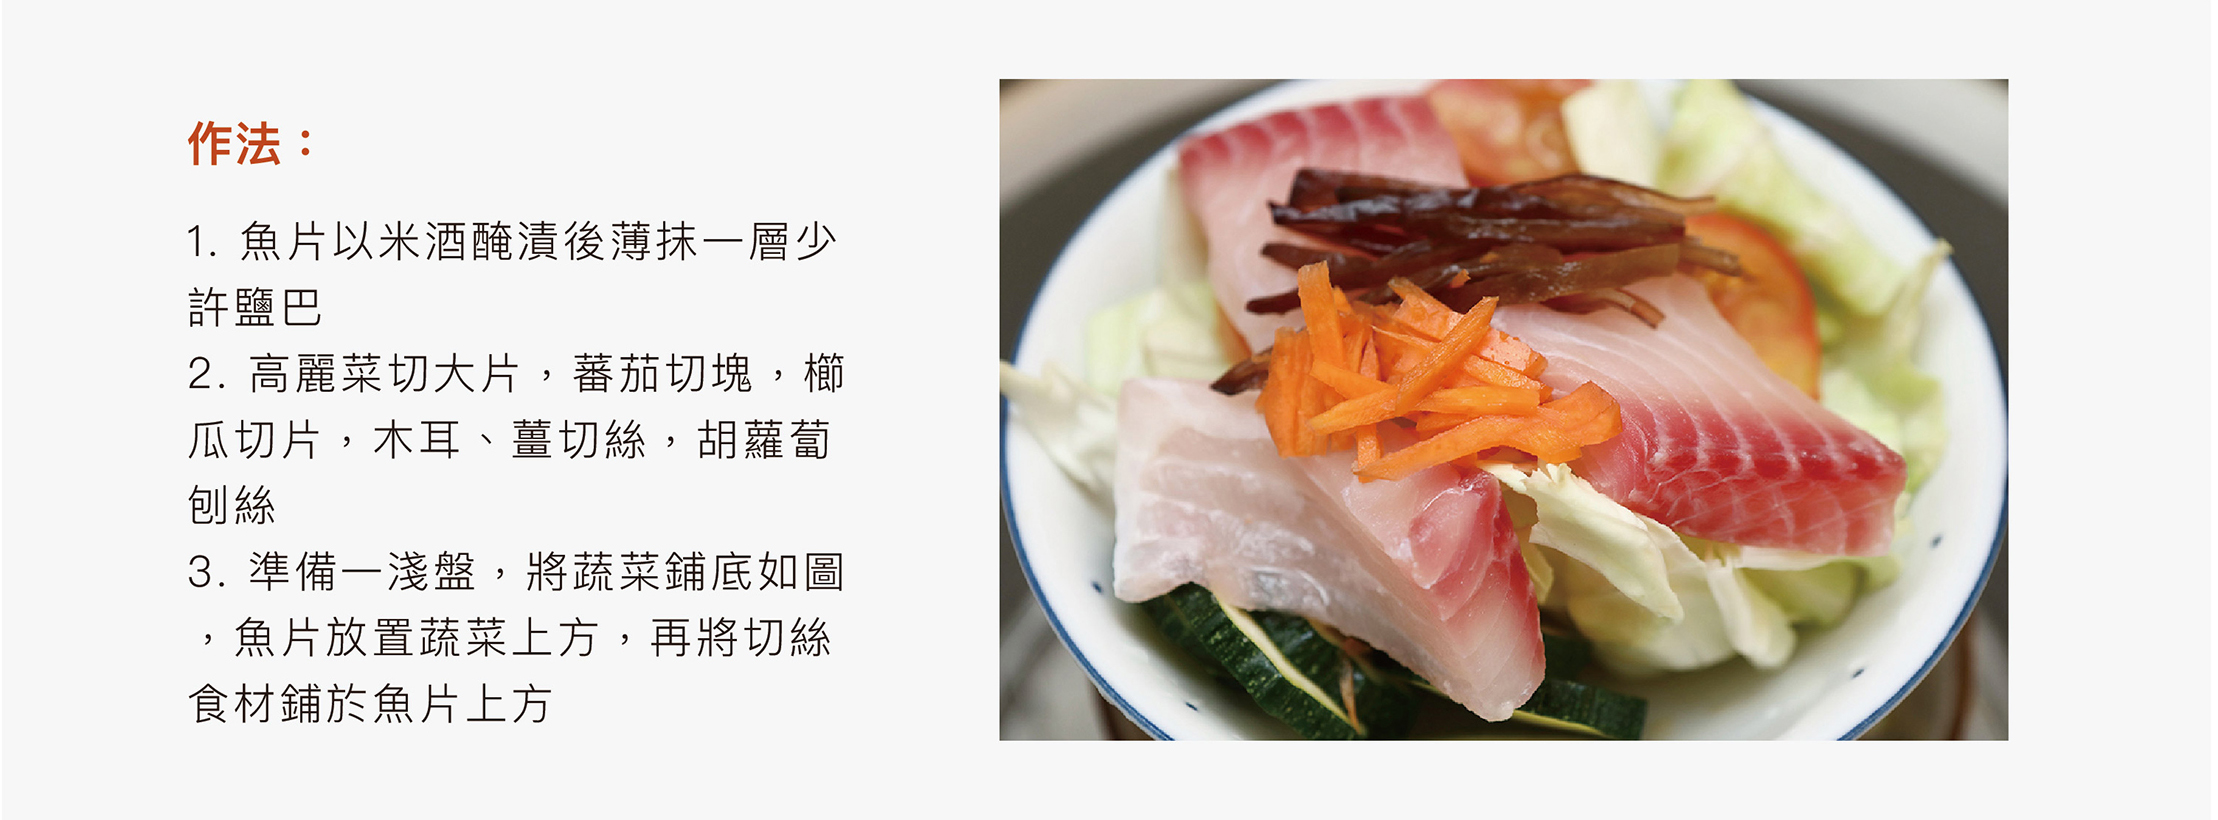 作法：
1. 魚片以米酒醃漬後薄抹一層少
許鹽巴
2. 高麗菜切大片，蕃茄切塊，櫛
瓜切片，木耳、薑切絲，胡蘿蔔
刨絲
3. 準備一淺盤，將蔬菜鋪底如圖
，魚片放置蔬菜上方，再將切絲
食材鋪於魚片上方